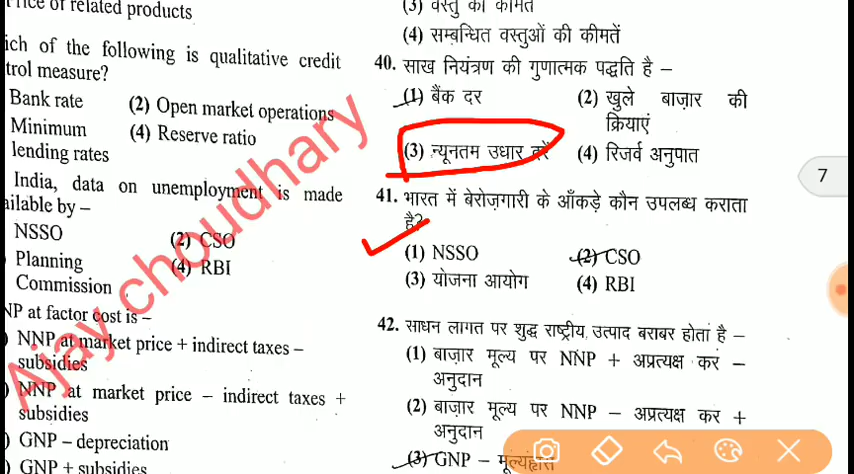 Price of related products
ich of the following is qualitative credit
trol measure?
Bank rate (2) Open market operations
Minimum (4) Reserve ratio
lending rates
India, data on unemployment is made
ailable by –
NSSO (2) CSO
Planning (4) RBI
Commission
NP at factor cost is –
NNP at market price + indirect taxes –
subsidies
NNP at market price – indirect taxes +
subsidies
GNP – depreciation
GNP + subsidies
Ajay choudhary
(3) वस्तु की कीमत
(4) सम्बन्धित वस्तुओं की कीमतें
40. साख नियंत्रण की गुणात्मक पद्धति है –
(1) बैंक दर (2) खुले बाज़ार की
क्रियाएं
(3) न्यूनतम उधार दरें (4) रिजर्व अनुपात
41. भारत में बेरोज़गारी के आँकड़े कौन उपलब्ध कराता
है?
(1) NSSO (2) CSO
(3) योजना आयोग (4) RBI
42. साधन लागत पर शुद्ध राष्ट्रीय उत्पाद बराबर होता है –
(1) बाज़ार मूल्य पर NNP + अप्रत्यक्ष कर –
अनुदान
(2) बाज़ार मूल्य पर NNP – अप्रत्यक्ष कर +
अनुदान
(3) GNP – मूल्यह्रास
7